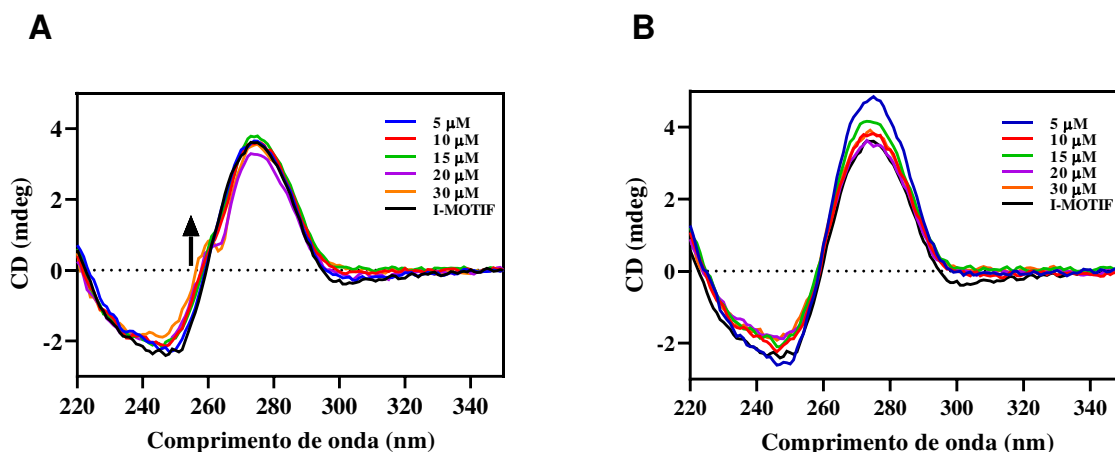 A
CD (mdeg)
4
2
0
-2
220 240 260 280 300 320 340
Comprimento de onda (nm)
5 µM
10 µM
15 µM
20 µM
30 µM
I-MOTIF
B
CD (mdeg)
4
2
0
-2
220 240 260 280 300 320 340
Comprimento de onda (nm)
5 µM
10 µM
15 µM
20 µM
30 µM
I-MOTIF